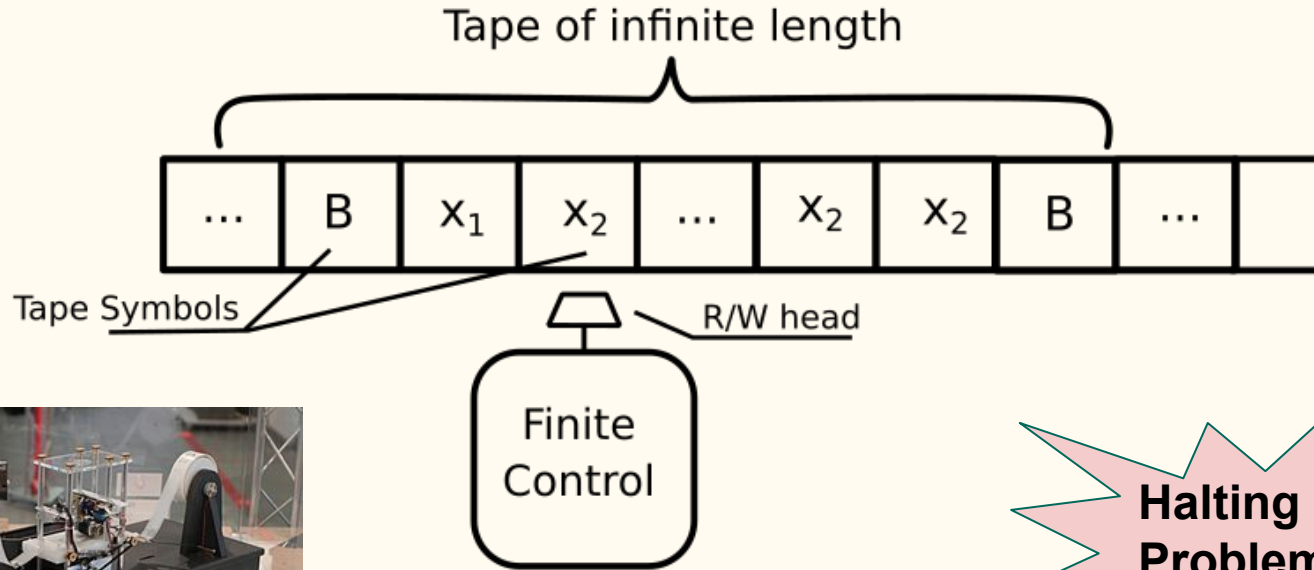 Tape of infinite length
... B x₁ x₂ ... x₂ x₂ B ...
Tape Symbols
R/W head
Finite
Control
Halting
Problem